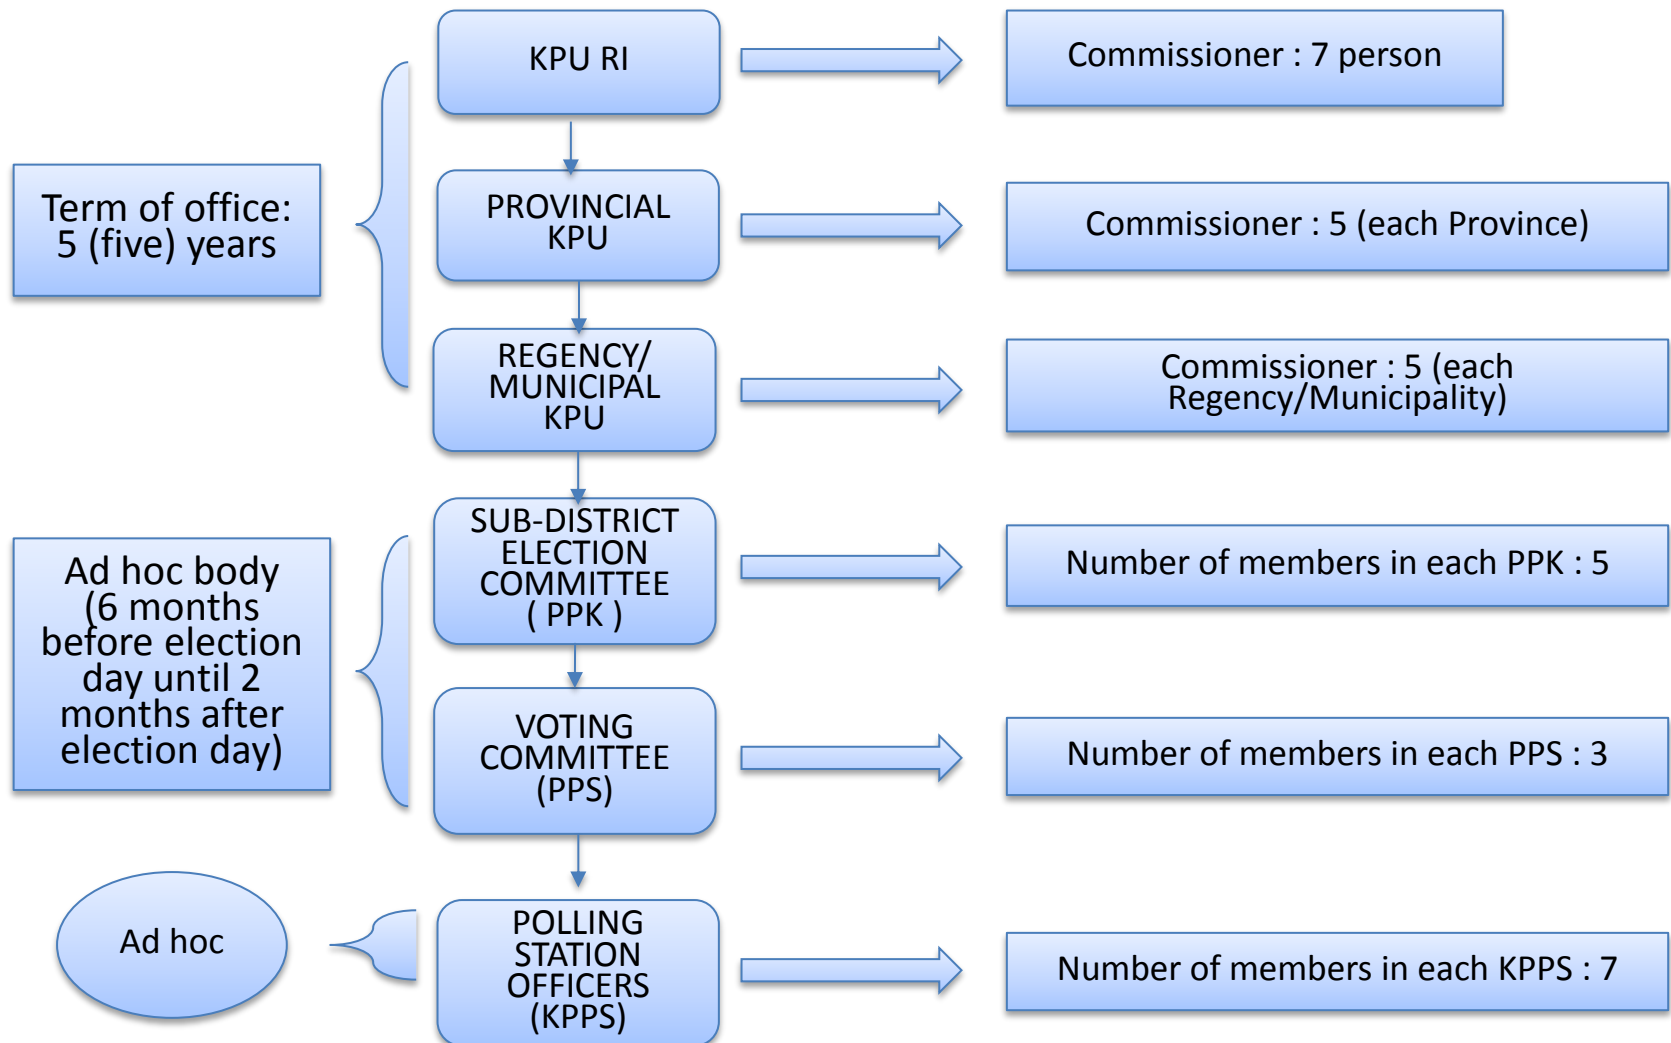 KPU RI
Commissioner : 7 person
Term of office:
5 (five) years
PROVINCIAL
KPU
Commissioner : 5 (each Province)
REGENCY/
MUNICIPAL
KPU
Commissioner : 5 (each
Regency/Municipality)
Ad hoc body
(6 months
before election
day until 2
months after
election day)
SUB-DISTRICT
ELECTION
COMMITTEE
( PPK )
Number of members in each PPK : 5
VOTING
COMMITTEE
(PPS)
Number of members in each PPS : 3
Ad hoc
POLLING
STATION
OFFICERS
(KPPS)
Number of members in each KPPS : 7